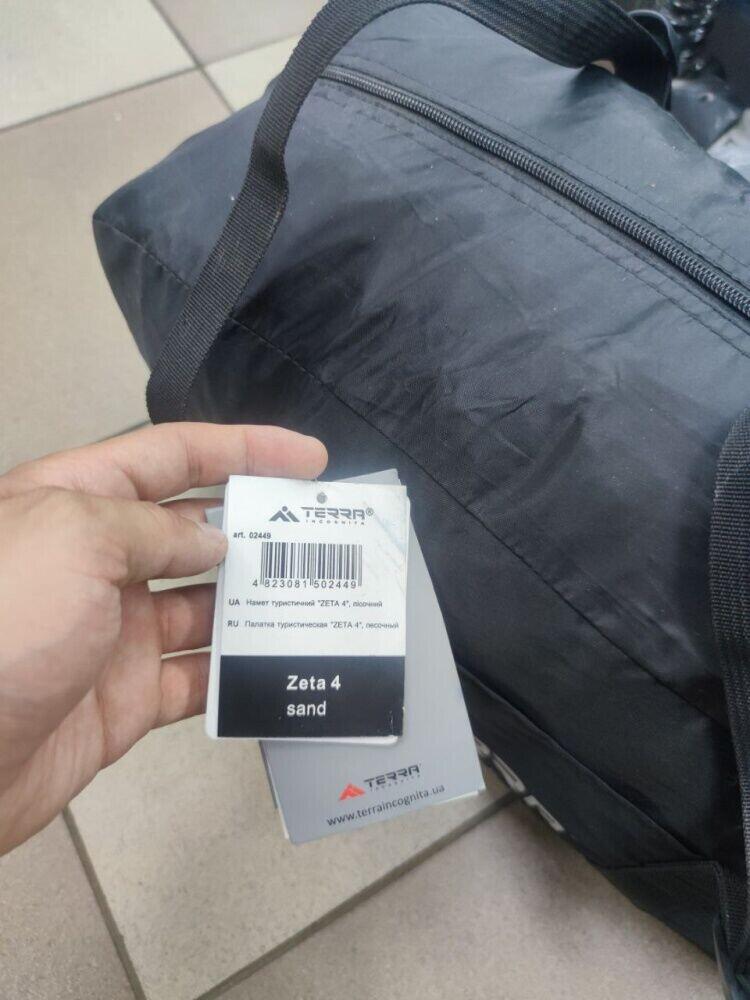 TERRA®
INCOGNITA
art. 02449
4 823081 502449
UA Намет туристичний "ZETA 4", пісочний
RU Палатка туристическая "ZETA 4", песочный
Zeta 4
sand
TERRA
INCOGNITA
www.terraincognita.ua